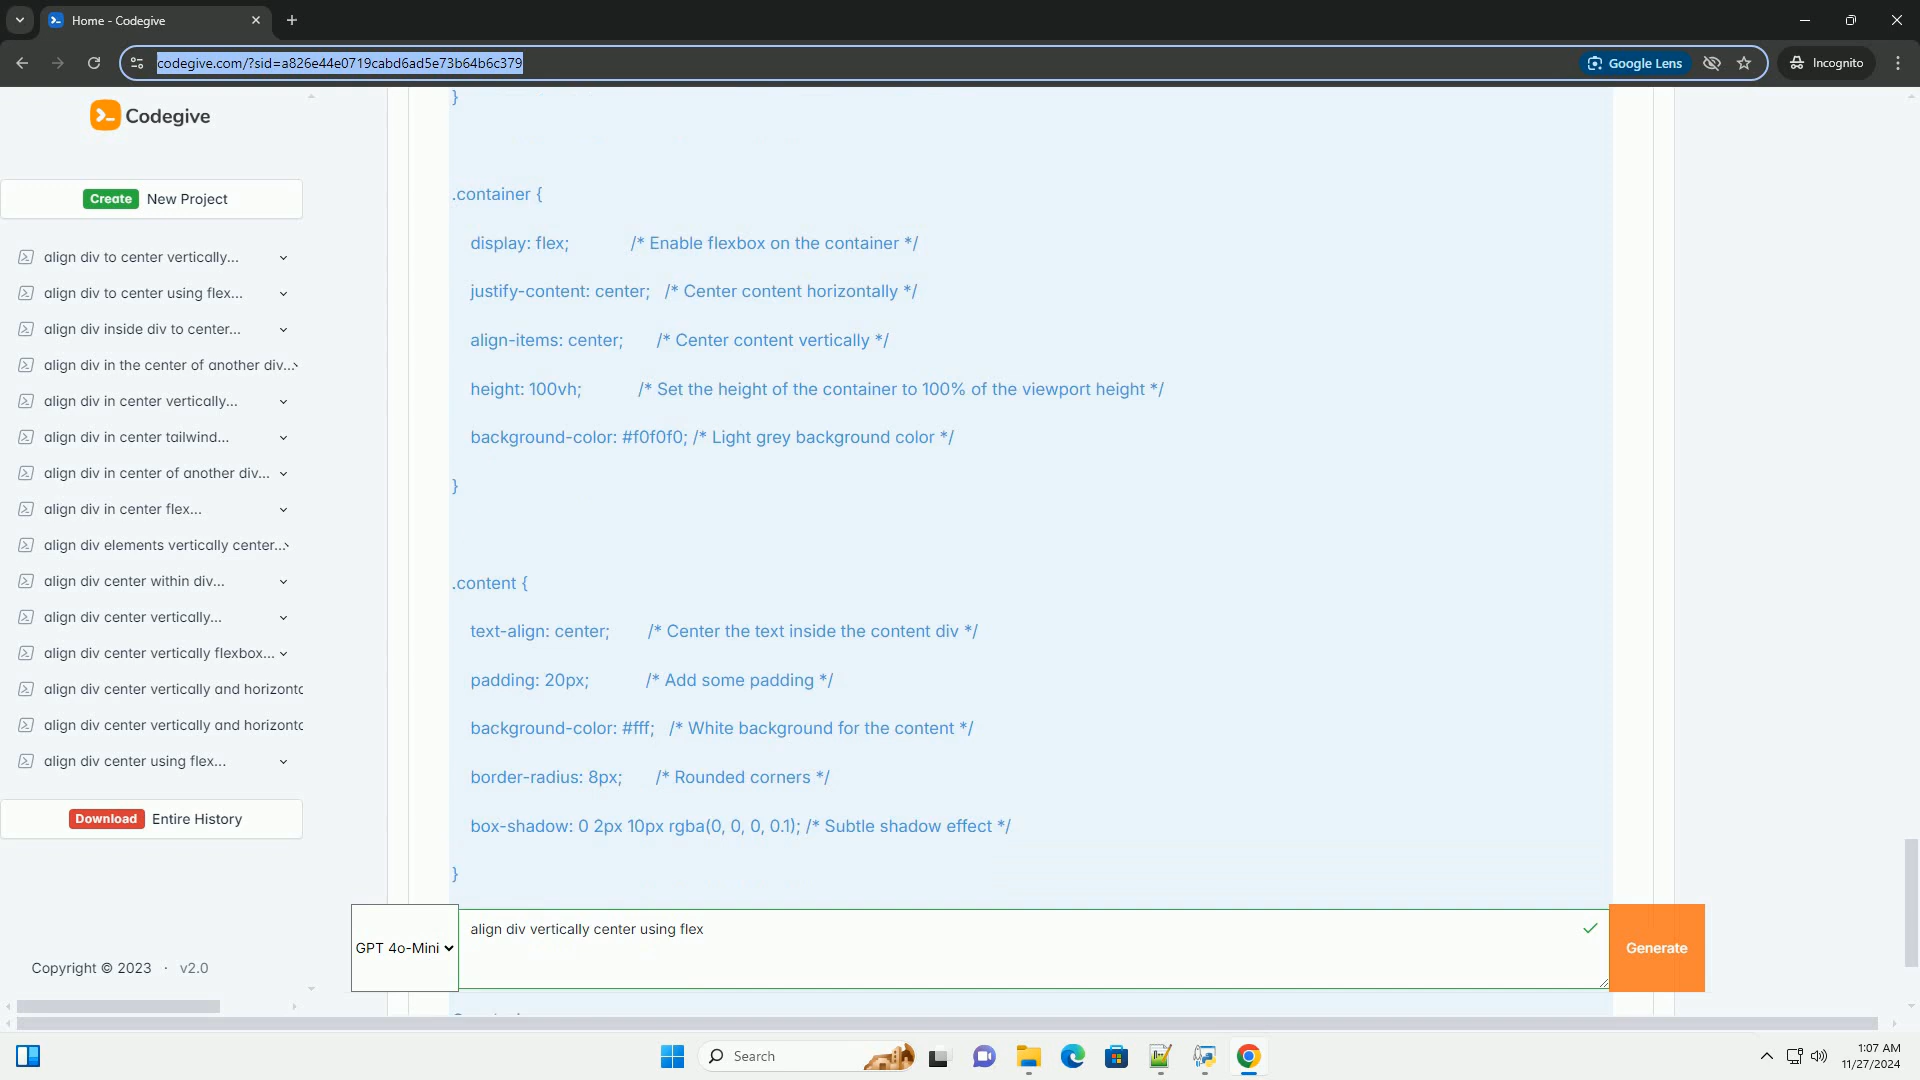 Home - Codegive
codegive.com/?sid=a826e44e0719cabd6ad5e73b64b6c379
Google Lens
Incognito
Codegive
Create New Project
align div to center vertically...
align div to center using flex...
align div inside div to center...
align div in the center of another div...
align div in center vertically...
align div in center tailwind...
align div in center of another div...
align div in center flex...
align div elements vertically center...
align div center within div...
align div center vertically...
align div center vertically flexbox...
align div center vertically and horizonta
align div center vertically and horizonta
align div center using flex...
Download Entire History
Copyright © 2023 · v2.0
}
.container {
display: flex; /* Enable flexbox on the container */
justify-content: center; /* Center content horizontally */
align-items: center; /* Center content vertically */
height: 100vh; /* Set the height of the container to 100% of the viewport height */
background-color: #f0f0f0; /* Light grey background color */
}
.content {
text-align: center; /* Center the text inside the content div */
padding: 20px; /* Add some padding */
background-color: #fff; /* White background for the content */
border-radius: 8px; /* Rounded corners */
box-shadow: 0 2px 10px rgba(0, 0, 0, 0.1); /* Subtle shadow effect */
}
GPT 4o-Mini
align div vertically center using flex
Generate
Search
1:07 AM
11/27/2024